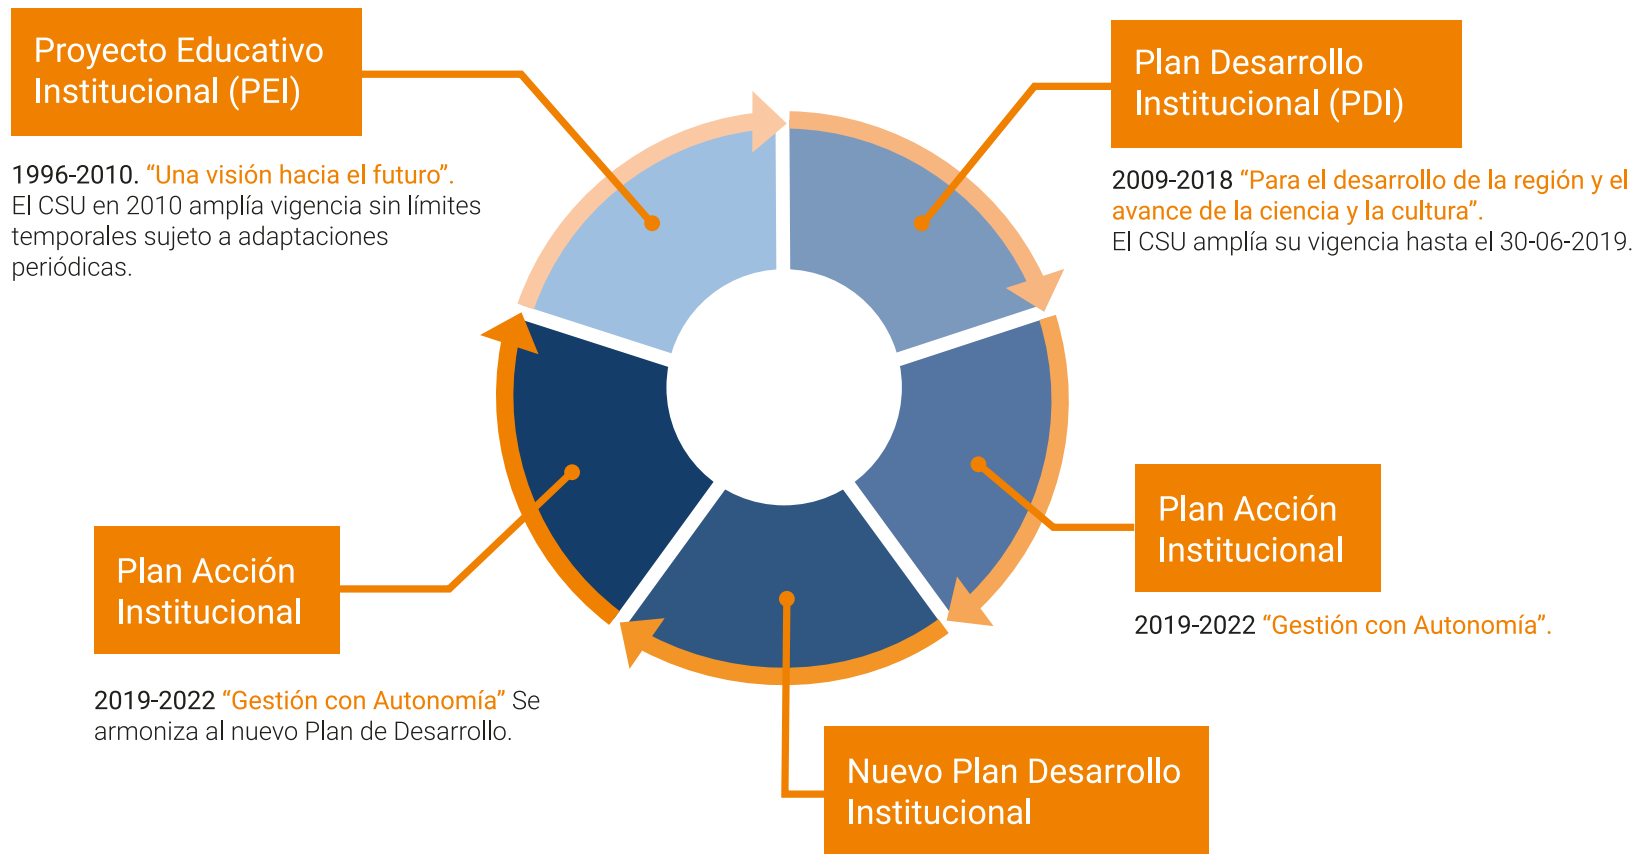 Proyecto Educativo
Institucional (PEI)
1996-2010. “Una visión hacia el futuro”.
El CSU en 2010 amplía vigencia sin límites
temporales sujeto a adaptaciones
periódicas.
Plan Desarrollo
Institucional (PDI)
2009-2018 “Para el desarrollo de la región y el
avance de la ciencia y la cultura”.
El CSU amplía su vigencia hasta el 30-06-2019.
Plan Acción
Institucional
2019-2022 “Gestión con Autonomía”.
Nuevo Plan Desarrollo
Institucional
Plan Acción
Institucional
2019-2022 “Gestión con Autonomía” Se
armoniza al nuevo Plan de Desarrollo.